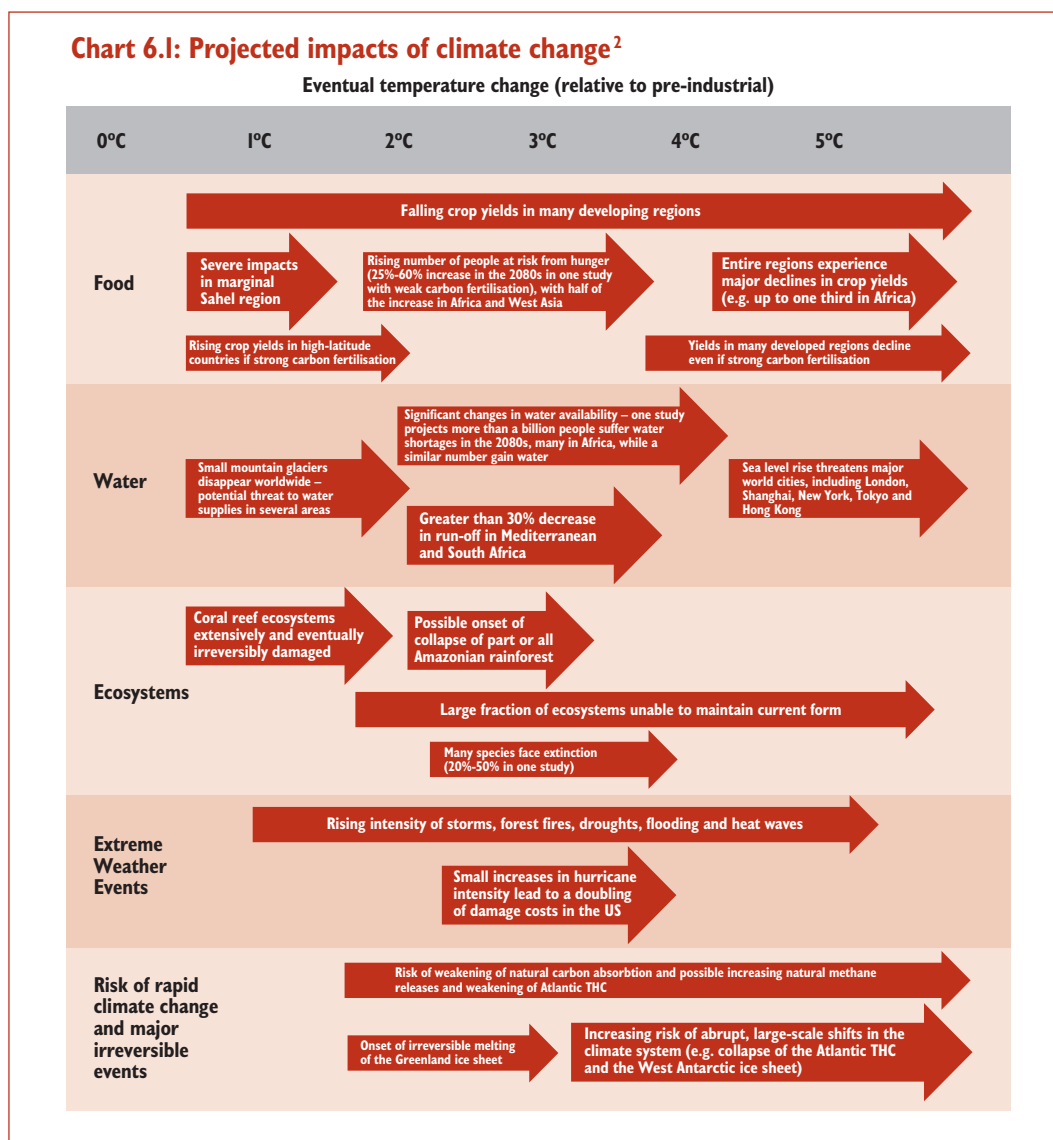 Chart 6.1: Projected impacts of climate change2
Eventual temperature change (relative to pre-industrial)
0ºC 1ºC 2ºC 3ºC 4ºC 5ºC
Food
Falling crop yields in many developing regions
Severe impacts
in marginal
Sahel region
Rising number of people at risk from hunger
(25%-60% increase in the 2080s in one study
with weak carbon fertilisation), with half
of the increase in Africa and West Asia
Entire regions experience
major declines in crop yields
(e.g. up to one third in Africa)
Rising crop yields in high-latitude
countries if strong carbon fertilisation
Yields in many developed regions decline
even if strong carbon fertilisation
Water
Significant changes in water availability – one study
projects more than a billion people suffer water
shortages in the 2080s, many in Africa, while a
similar number gain water
Small mountain glaciers
disappear worldwide –
potential threat to water
supplies in several areas
Sea level rise threatens major
world cities, including London,
Shanghai, New York, Tokyo and
Hong Kong
Greater than 30% decrease
in run-off in Mediterranean
and South Africa
Ecosystems
Coral reef ecosystems
extensively and eventually
irreversibly damaged
Possible onset of
collapse of part or all
Amazonian rainforest
Large fraction of ecosystems unable to maintain current form
Many species face extinction
(20%-50% in one study)
Extreme
Weather
Events
Rising intensity of storms, forest fires, droughts, flooding and heat waves
Small increases in hurricane
intensity lead to a doubling
of damage costs in the US
Risk of rapid
climate change
and major
irreversible
events
Risk of weakening of natural carbon absorbtion and possible increasing natural methane
releases and weakening of Atlantic THC
Onset of irreversible melting
of the Greenland ice sheet
Increasing risk of abrupt, large-scale shifts in the
climate system (e.g. collapse of the Atlantic THC
and the West Antarctic ice sheet)